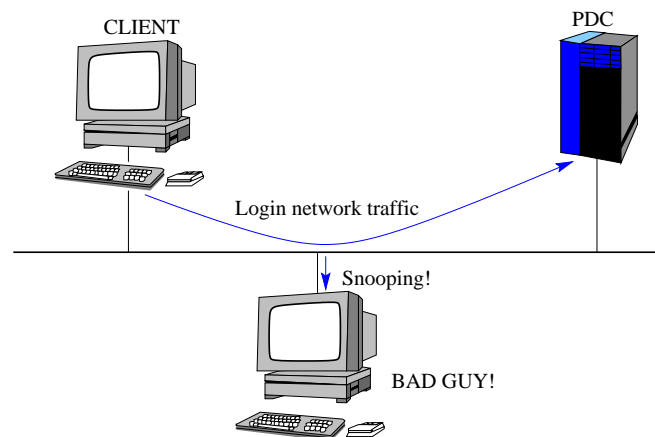 CLIENT
PDC
Login network traffic
Snooping!
BAD GUY!